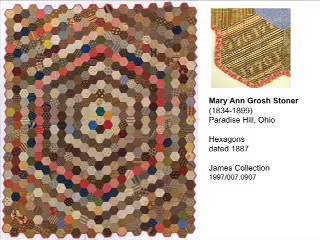 Mary Ann Grosh Stoner
(1834-1899)
Paradise Hill, Ohio
Hexagons
dated 1887
James Collection
1997/007.0907